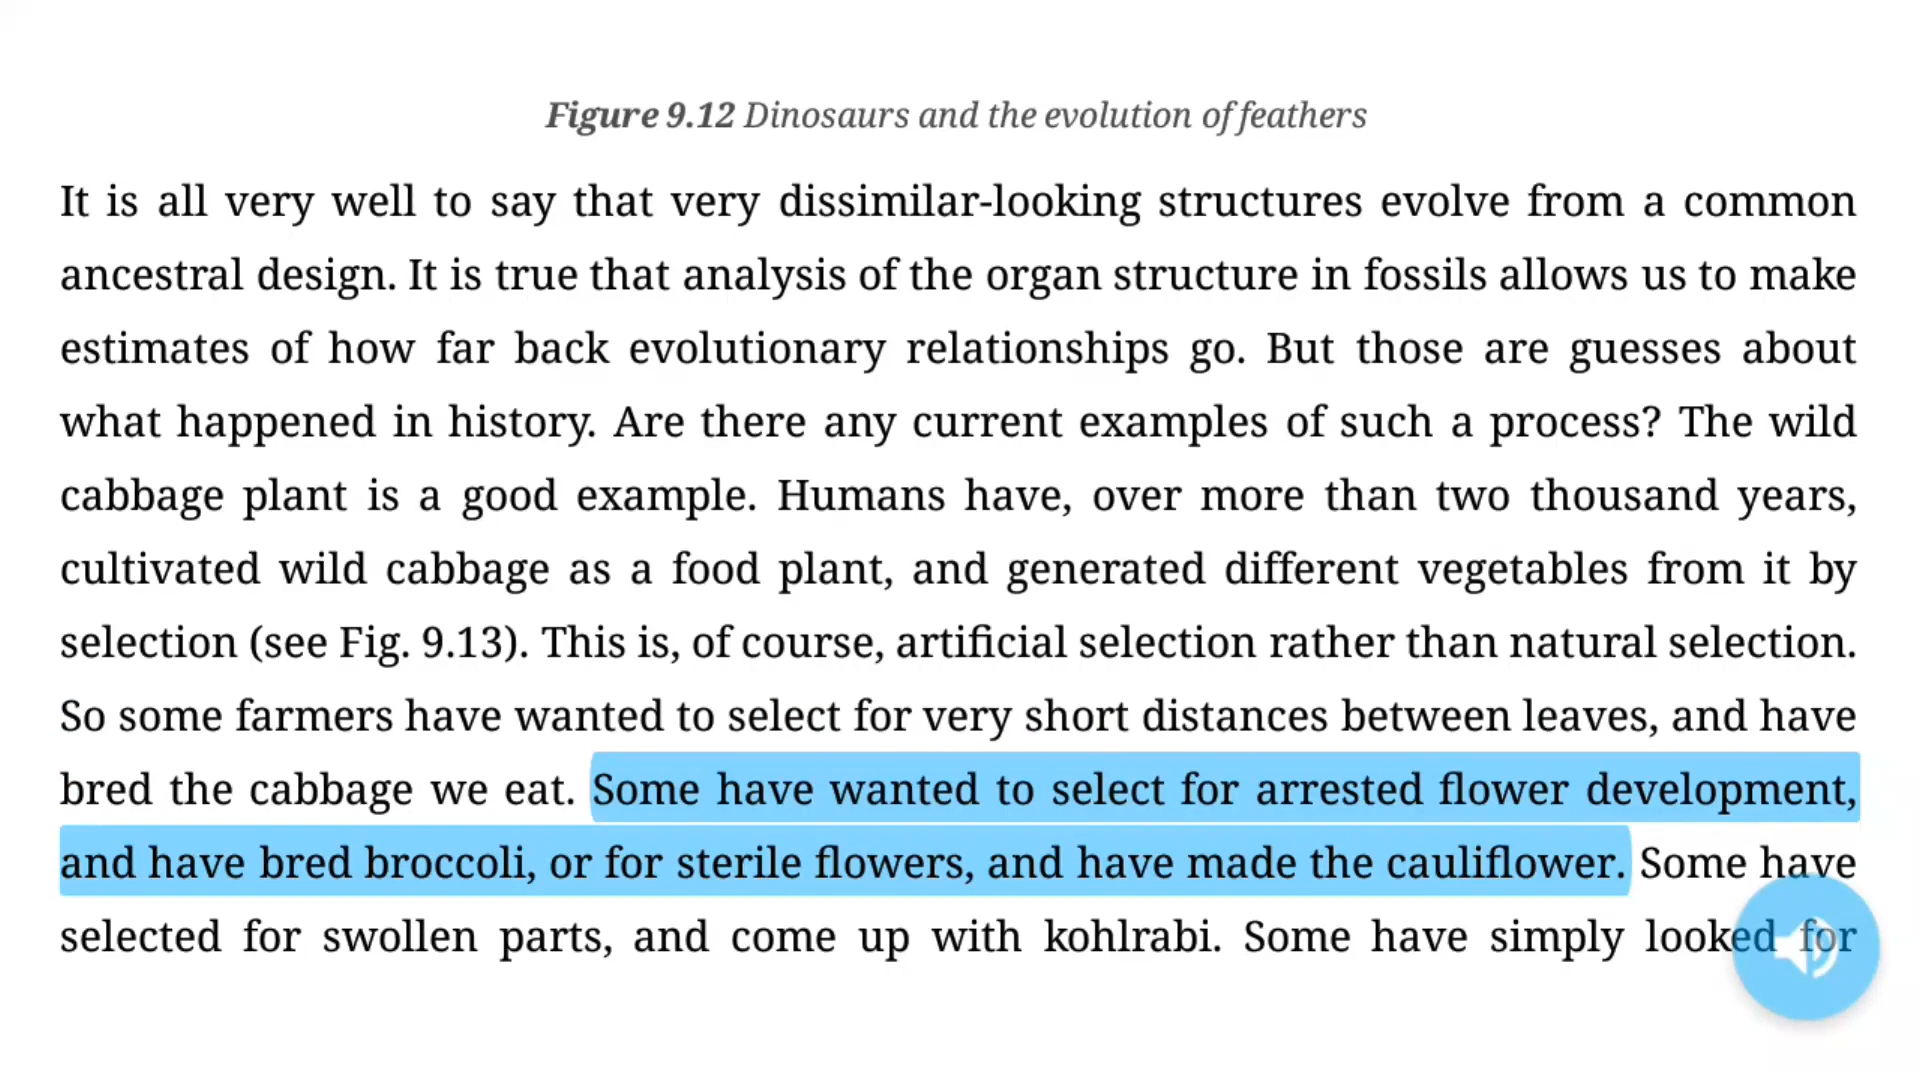 Figure 9.12 Dinosaurs and the evolution of feathers
It is all very well to say that very dissimilar-looking structures evolve from a common
ancestral design. It is true that analysis of the organ structure in fossils allows us to make
estimates of how far back evolutionary relationships go. But those are guesses about
what happened in history. Are there any current examples of such a process? The wild
cabbage plant is a good example. Humans have, over more than two thousand years,
cultivated wild cabbage as a food plant, and generated different vegetables from it by
selection (see Fig. 9.13). This is, of course, artificial selection rather than natural selection.
So some farmers have wanted to select for very short distances between leaves, and have
bred the cabbage we eat. Some have wanted to select for arrested flower development,
and have bred broccoli, or for sterile flowers, and have made the cauliflower. Some have
selected for swollen parts, and come up with kohlrabi. Some have simply looked for